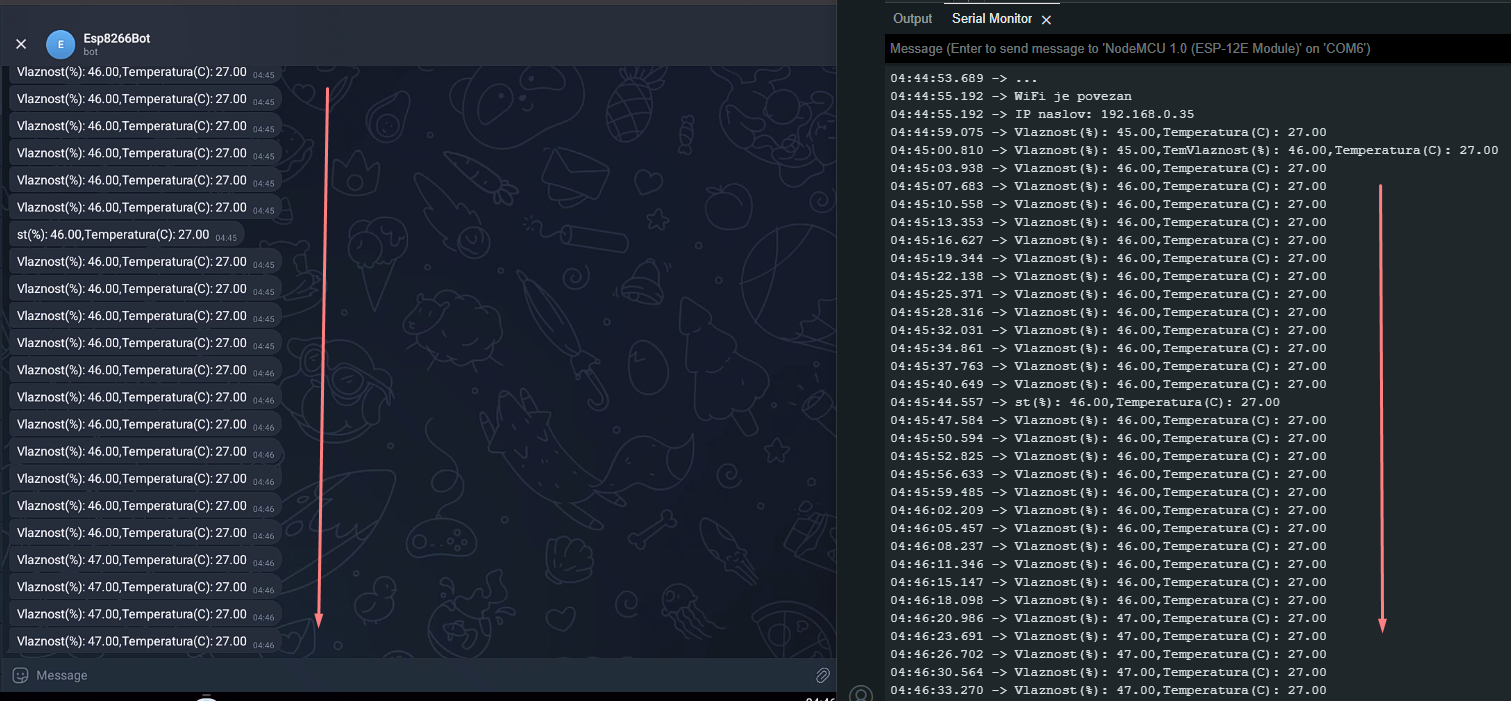 Esp8266Bot
bot
Vlaznost(%): 46.00,Temperatura(C): 27.00 04:45
Vlaznost(%): 46.00,Temperatura(C): 27.00 04:45
Vlaznost(%): 46.00,Temperatura(C): 27.00 04:45
Vlaznost(%): 46.00,Temperatura(C): 27.00 04:45
Vlaznost(%): 46.00,Temperatura(C): 27.00 04:45
Vlaznost(%): 46.00,Temperatura(C): 27.00 04:45
st(%): 46.00,Temperatura(C): 27.00 04:45
Vlaznost(%): 46.00,Temperatura(C): 27.00 04:45
Vlaznost(%): 46.00,Temperatura(C): 27.00 04:45
Vlaznost(%): 46.00,Temperatura(C): 27.00 04:45
Vlaznost(%): 46.00,Temperatura(C): 27.00 04:45
Vlaznost(%): 46.00,Temperatura(C): 27.00 04:46
Vlaznost(%): 46.00,Temperatura(C): 27.00 04:46
Vlaznost(%): 46.00,Temperatura(C): 27.00 04:46
Vlaznost(%): 46.00,Temperatura(C): 27.00 04:46
Vlaznost(%): 46.00,Temperatura(C): 27.00 04:46
Vlaznost(%): 46.00,Temperatura(C): 27.00 04:46
Vlaznost(%): 46.00,Temperatura(C): 27.00 04:46
Vlaznost(%): 47.00,Temperatura(C): 27.00 04:46
Vlaznost(%): 47.00,Temperatura(C): 27.00 04:46
Vlaznost(%): 47.00,Temperatura(C): 27.00 04:46
Vlaznost(%): 47.00,Temperatura(C): 27.00 04:46
Message
E
Output Serial Monitor
Message (Enter to send message to 'NodeMCU 1.0 (ESP-12E Module)' on 'COM6')
04:44:53.689 -> ...
04:44:55.192 -> WiFi je povezan
04:44:55.192 -> IP naslov: 192.168.0.35
04:44:59.075 -> Vlaznost(%): 45.00,Temperatura(C): 27.00
04:45:00.810 -> Vlaznost(%): 45.00,TemVlaznost(%): 46.00,Temperatura(C): 27.00
04:45:03.938 -> Vlaznost(%): 46.00,Temperatura(C): 27.00
04:45:07.683 -> Vlaznost(%): 46.00,Temperatura(C): 27.00
04:45:10.558 -> Vlaznost(%): 46.00,Temperatura(C): 27.00
04:45:13.353 -> Vlaznost(%): 46.00,Temperatura(C): 27.00
04:45:16.627 -> Vlaznost(%): 46.00,Temperatura(C): 27.00
04:45:19.344 -> Vlaznost(%): 46.00,Temperatura(C): 27.00
04:45:22.138 -> Vlaznost(%): 46.00,Temperatura(C): 27.00
04:45:25.371 -> Vlaznost(%): 46.00,Temperatura(C): 27.00
04:45:28.316 -> Vlaznost(%): 46.00,Temperatura(C): 27.00
04:45:32.031 -> Vlaznost(%): 46.00,Temperatura(C): 27.00
04:45:34.861 -> Vlaznost(%): 46.00,Temperatura(C): 27.00
04:45:37.763 -> Vlaznost(%): 46.00,Temperatura(C): 27.00
04:45:40.649 -> Vlaznost(%): 46.00,Temperatura(C): 27.00
04:45:44.557 -> st(%): 46.00,Temperatura(C): 27.00
04:45:47.584 -> Vlaznost(%): 46.00,Temperatura(C): 27.00
04:45:50.594 -> Vlaznost(%): 46.00,Temperatura(C): 27.00
04:45:52.825 -> Vlaznost(%): 46.00,Temperatura(C): 27.00
04:45:56.633 -> Vlaznost(%): 46.00,Temperatura(C): 27.00
04:45:59.485 -> Vlaznost(%): 46.00,Temperatura(C): 27.00
04:46:02.209 -> Vlaznost(%): 46.00,Temperatura(C): 27.00
04:46:05.457 -> Vlaznost(%): 46.00,Temperatura(C): 27.00
04:46:08.237 -> Vlaznost(%): 46.00,Temperatura(C): 27.00
04:46:11.346 -> Vlaznost(%): 46.00,Temperatura(C): 27.00
04:46:15.147 -> Vlaznost(%): 46.00,Temperatura(C): 27.00
04:46:18.098 -> Vlaznost(%): 46.00,Temperatura(C): 27.00
04:46:20.986 -> Vlaznost(%): 47.00,Temperatura(C): 27.00
04:46:23.691 -> Vlaznost(%): 47.00,Temperatura(C): 27.00
04:46:26.702 -> Vlaznost(%): 47.00,Temperatura(C): 27.00
04:46:30.564 -> Vlaznost(%): 47.00,Temperatura(C): 27.00
04:46:33.270 -> Vlaznost(%): 47.00,Temperatura(C): 27.00